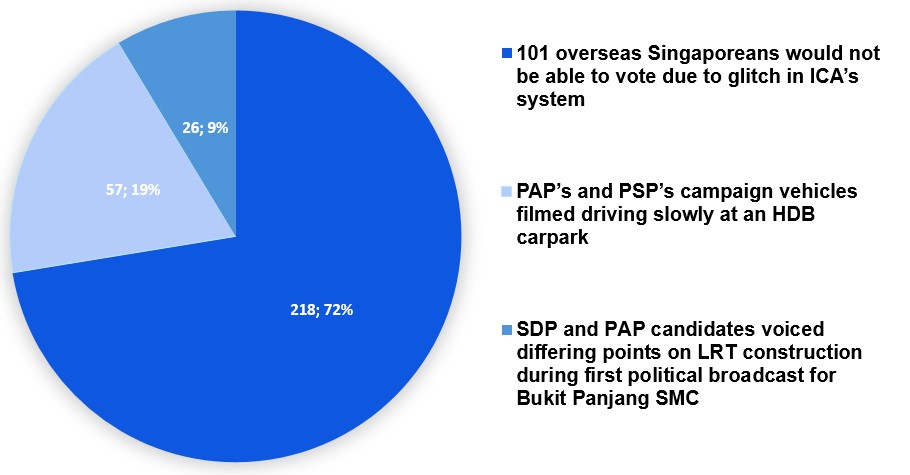 101 overseas Singaporeans would not
be able to vote due to glitch in ICA’s
system
26; 9%
57; 19%
PAP’s and PSP’s campaign vehicles
filmed driving slowly at an HDB
carpark
218; 72%
SDP and PAP candidates voiced
differing points on LRT construction
during first political broadcast for
Bukit Panjang SMC